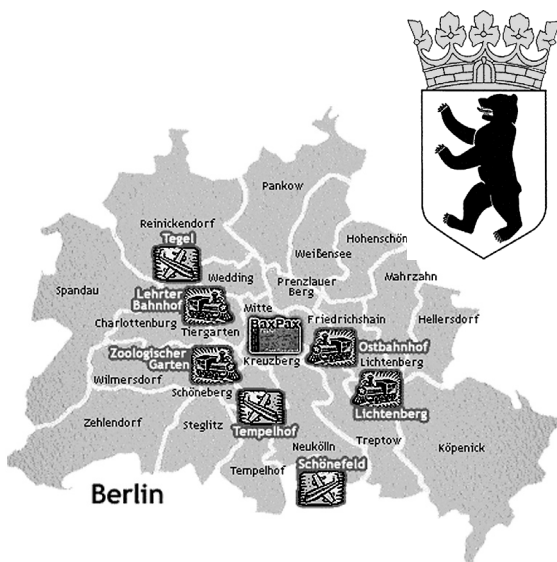 Pankow
Reinickendorf
Tegel
Weißensee
Hohenschön
Wedding
Prenzlauer
Berg
Mahrzahn
Spandau
Lehrter
Bahnhof
Mitte
BaxPax
Friedrichshain
Hellersdorf
Charlottenburg
Tiergarten
Ostbahnhof
Zoologischer
Garten
Kreuzberg
Lichtenberg
Wilmersdorf
Schöneberg
Lichtenberg
Zehlendorf
Steglitz
Tempelhof
Treptow
Köpenick
Neukölln
Tempelhof
Schönefeld
Berlin